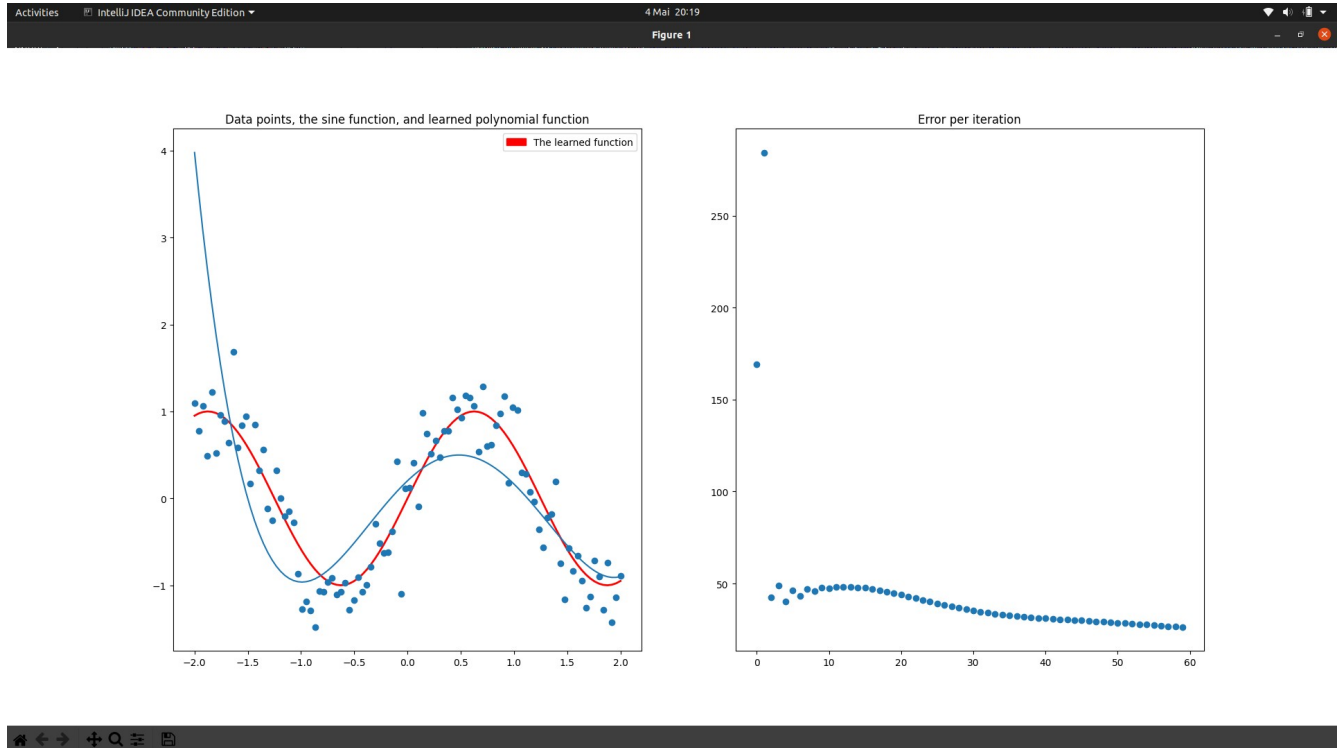 Activities IntelliJ IDEA Community Edition 4 Mai 20:19
Figure 1
Data points, the sine function, and learned polynomial function
The learned function
4
3
2
1
0
−1
−2.0 −1.5 −1.0 −0.5 0.0 0.5 1.0 1.5 2.0
Error per iteration
250
200
150
100
50
0 10 20 30 40 50 60